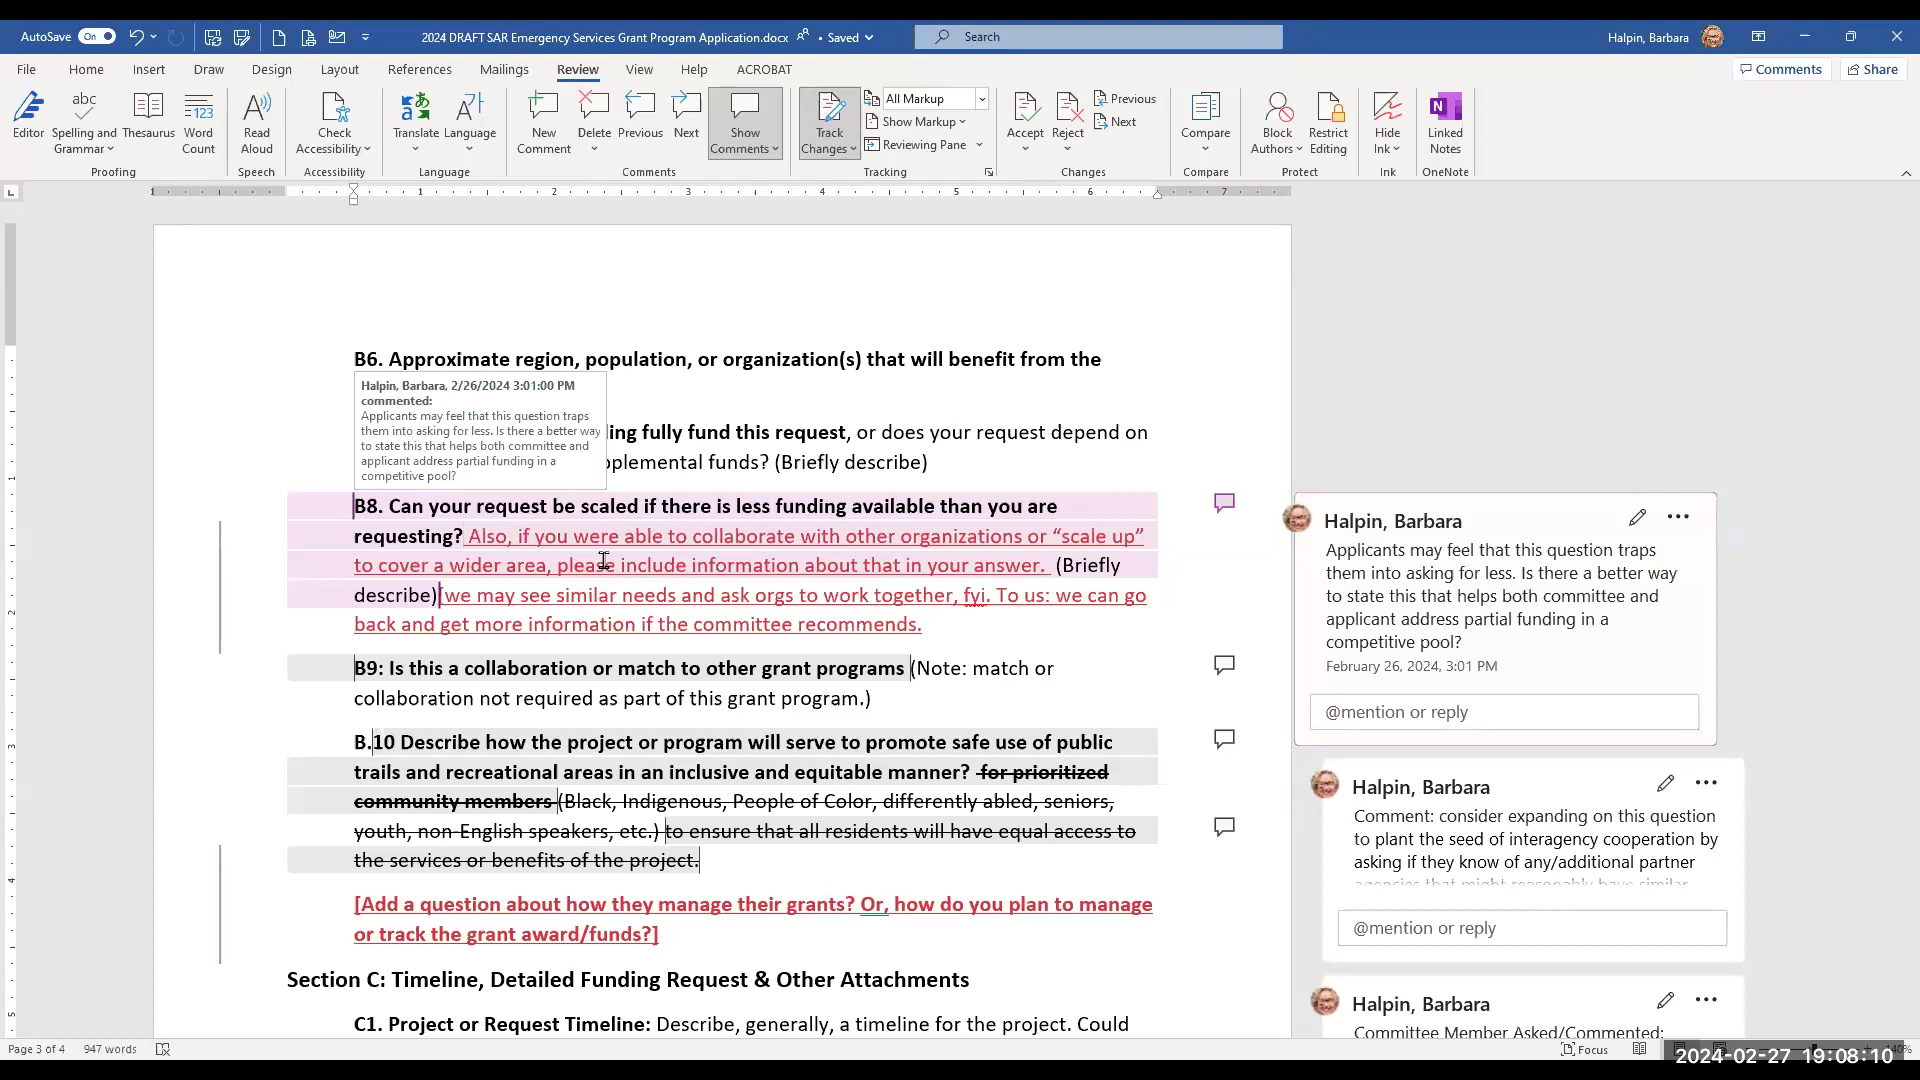 AutoSave On 2024 DRAFT SAR Emergency Services Grant Program Application.docx • Saved Search Halpin, Barbara
File Home Insert Draw Design Layout References Mailings Review View Help ACROBAT Comments Share
Editor
Spelling and Grammar
Thesaurus
Word Count
Read Aloud
Check Accessibility
Translate
Language
New Comment
Delete
Previous
Next
Show Comments
Track Changes
All Markup
Show Markup
Reviewing Pane
Accept
Reject
Previous
Next
Compare
Block Authors
Restrict Editing
Hide Ink
Linked Notes
Proofing Speech Accessibility Language Comments Tracking Changes Compare Protect Ink OneNote
1 1 2 3 4 5 6 7
B6. Approximate region, population, or organization(s) that will benefit from the
Halpin, Barbara, 2/26/2024 3:01:00 PM
commented:
Applicants may feel that this question traps
them into asking for less. Is there a better way
to state this that helps both committee and
applicant address partial funding in a
competitive pool?
ing fully fund this request, or does your request depend on
plemental funds? (Briefly describe)
B8. Can your request be scaled if there is less funding available than you are
requesting? Also, if you were able to collaborate with other organizations or “scale up”
to cover a wider area, please include information about that in your answer. (Briefly
describe)[we may see similar needs and ask orgs to work together, fyi. To us: we can go
back and get more information if the committee recommends.
B9: Is this a collaboration or match to other grant programs (Note: match or
collaboration not required as part of this grant program.)
B.10 Describe how the project or program will serve to promote safe use of public
trails and recreational areas in an inclusive and equitable manner? for prioritized
community members (Black, Indigenous, People of Color, differently abled, seniors,
youth, non-English speakers, etc.) to ensure that all residents will have equal access to
the services or benefits of the project.
[Add a question about how they manage their grants? Or, how do you plan to manage
or track the grant award/funds?]
Section C: Timeline, Detailed Funding Request & Other Attachments
C1. Project or Request Timeline: Describe, generally, a timeline for the project. Could
Halpin, Barbara
Applicants may feel that this question traps
them into asking for less. Is there a better way
to state this that helps both committee and
applicant address partial funding in a
competitive pool?
February 26, 2024, 3:01 PM
@mention or reply
Halpin, Barbara
Comment: consider expanding on this question
to plant the seed of interagency cooperation by
asking if they know of any/additional partner
agencies that might reasonably have similar
@mention or reply
Halpin, Barbara
Committee Member Asked/Commented:
Page 3 of 4 947 words Focus 140%
2024-02-27 19:08:10